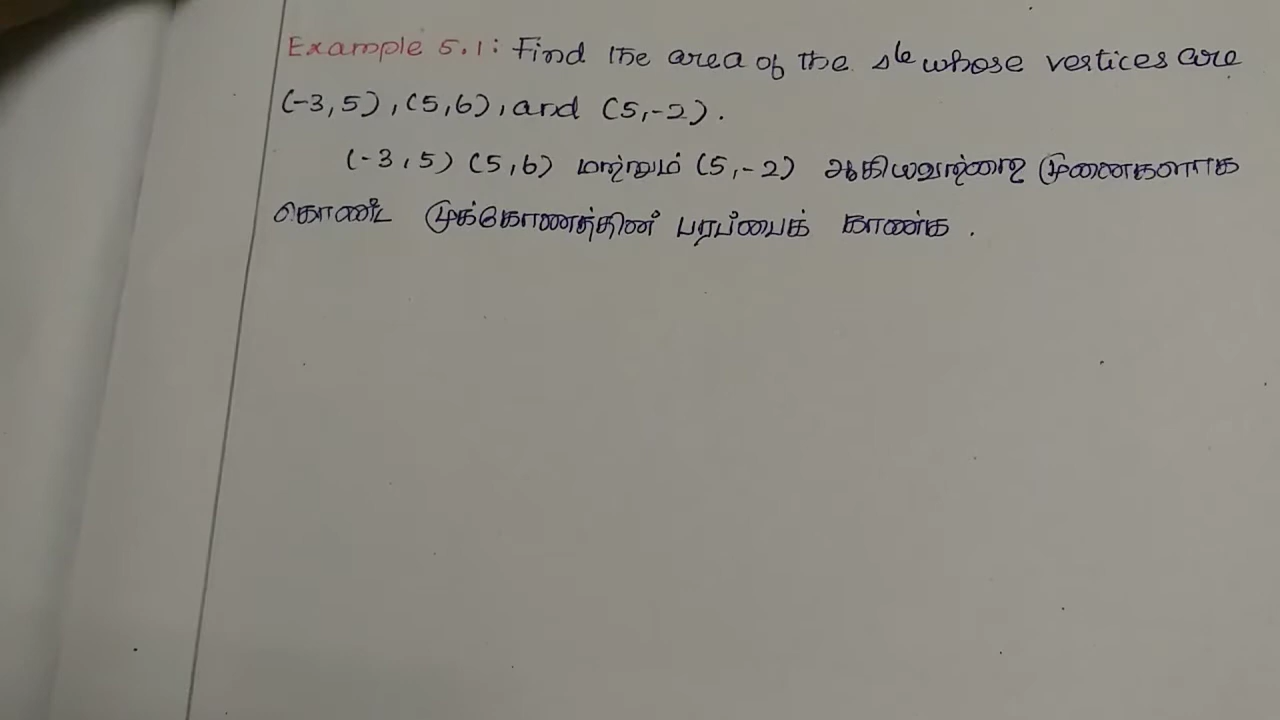 Example 5.1: Find the area of the Δle whose vertices are
(-3,5), (5,6), and (5,-2).
(-3,5) (5,6) மற்றும் (5,-2) ஆகியவற்றை முனைகளாக
கொண்ட முக்கோணத்தின் பரப்பைக் காண்க.